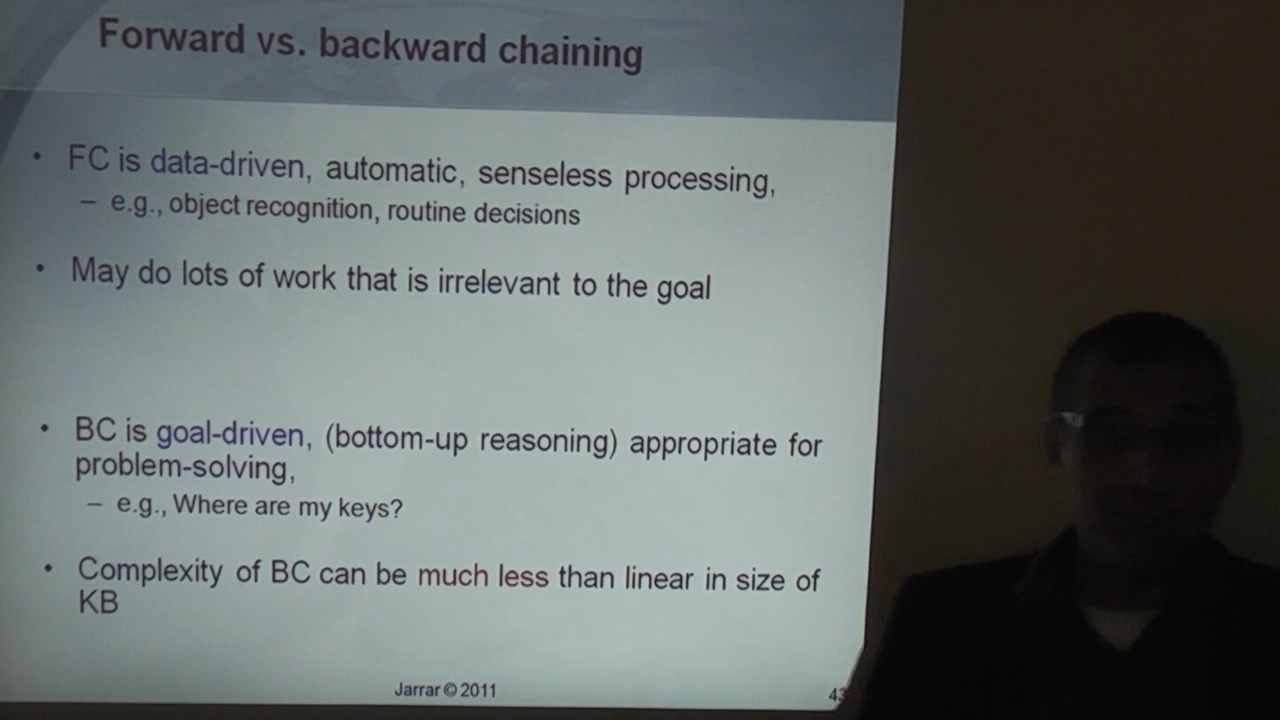 Forward vs. backward chaining
• FC is data-driven, automatic, senseless processing,
– e.g., object recognition, routine decisions
• May do lots of work that is irrelevant to the goal
• BC is goal-driven, (bottom-up reasoning) appropriate for
problem-solving,
– e.g., Where are my keys?
• Complexity of BC can be much less than linear in size of
KB
Jarrar © 2011
43